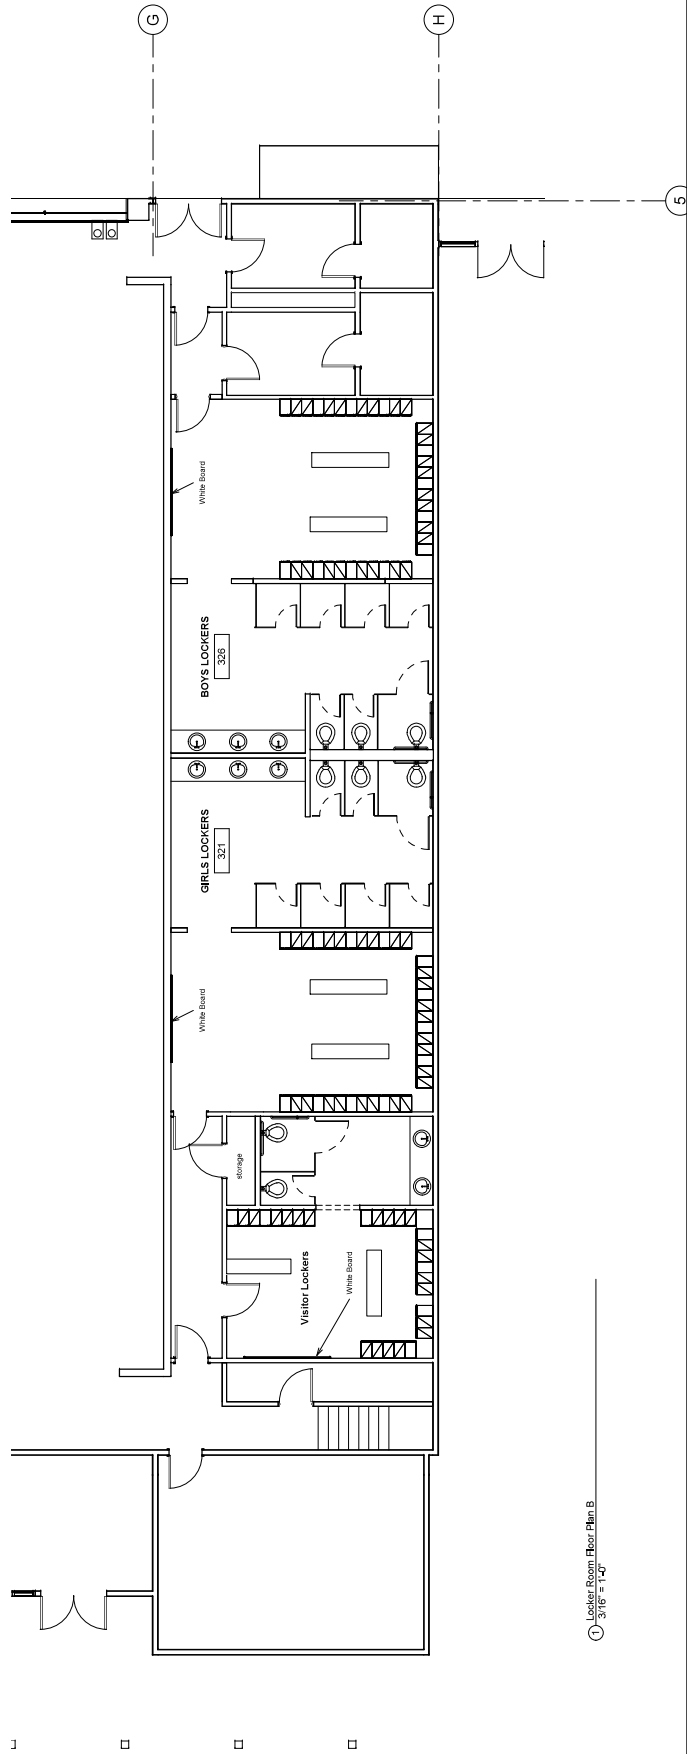 G
H
5
White Board
BOYS LOCKERS
326
GIRLS LOCKERS
321
White Board
storage
Visitor Lockers
White Board
1
Locker Room Floor Plan B
3/16" = 1'-0"